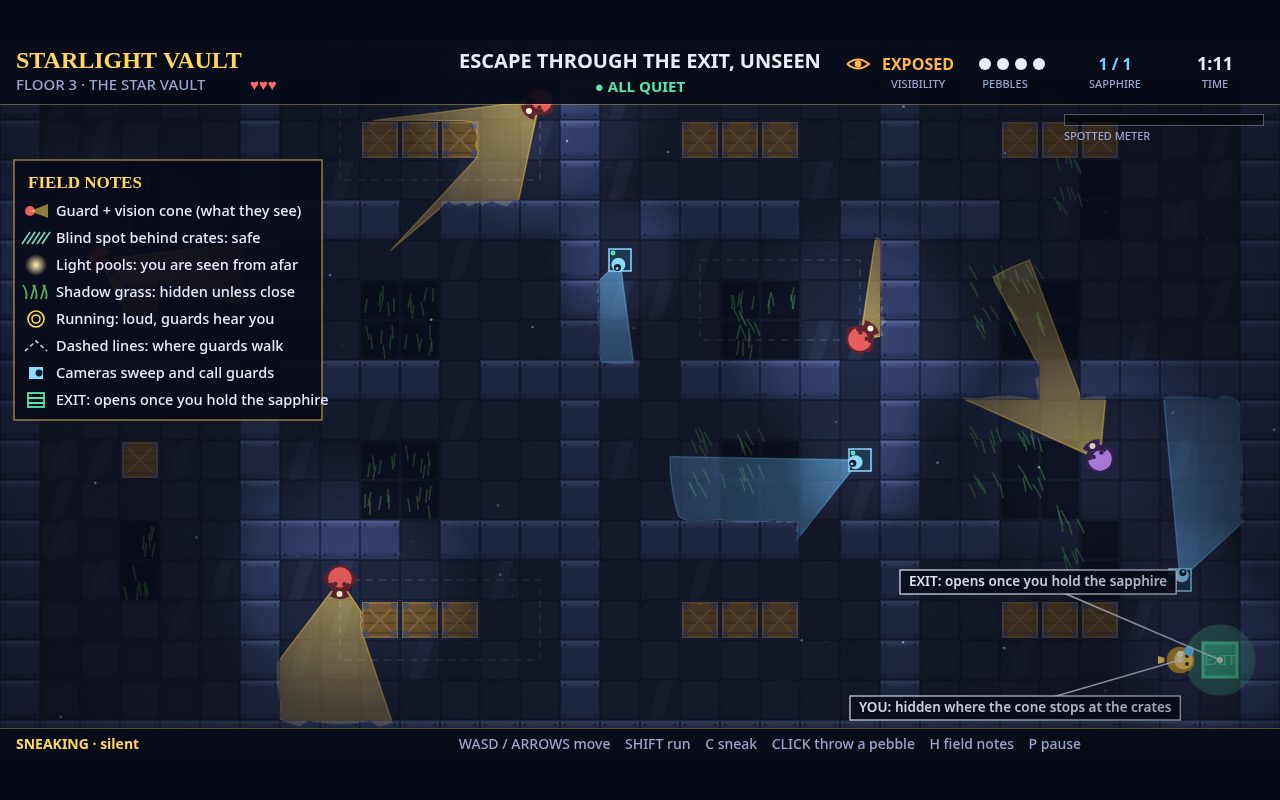 STARLIGHT VAULT
FLOOR 3 · THE STAR VAULT
♥♥♥
ESCAPE THROUGH THE EXIT, UNSEEN
● ALL QUIET
EXPOSED
VISIBILITY
PEBBLES
1 / 1
SAPPHIRE
1:11
TIME
SPOTTED METER
FIELD NOTES
Guard + vision cone (what they see)
Blind spot behind crates: safe
Light pools: you are seen from afar
Shadow grass: hidden unless close
Running: loud, guards hear you
Dashed lines: where guards walk
Cameras sweep and call guards
EXIT: opens once you hold the sapphire
EXIT: opens once you hold the sapphire
EXIT
YOU: hidden where the cone stops at the crates
SNEAKING · silent
WASD / ARROWS move SHIFT run C sneak CLICK throw a pebble H field notes P pause